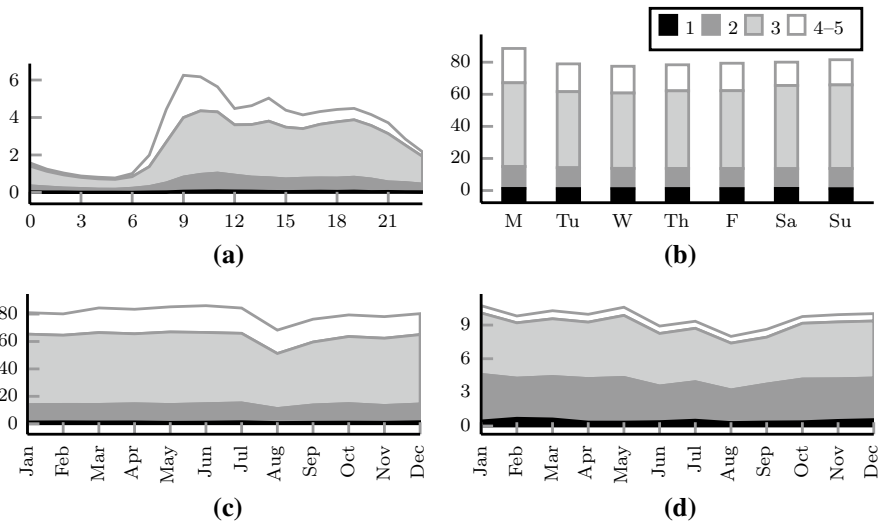 1 2 3 4–5
6
4
2
0
0 3 6 9 12 15 18 21
(a)
80
60
40
20
0
M Tu W Th F Sa Su
(b)
80
60
40
20
0
Jan Feb Mar Apr May Jun Jul Aug Sep Oct Nov Dec
(c)
9
6
3
0
Jan Feb Mar Apr May Jun Jul Aug Sep Oct Nov Dec
(d)